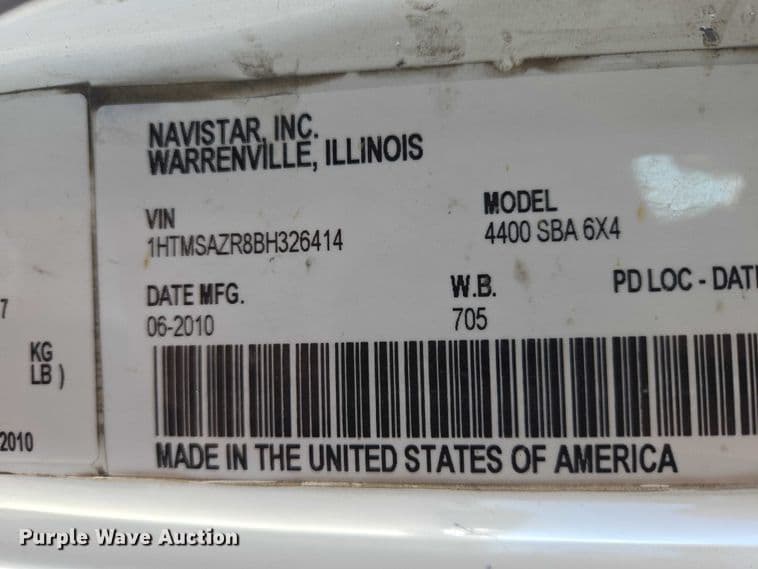 NAVISTAR, INC.
WARRENVILLE, ILLINOIS
VIN
1HTMSAZR8BH326414
MODEL
4400 SBA 6X4
DATE MFG.
06-2010
W.B.
705
PD LOC - DATE
7
KG
LB )
2010
MADE IN THE UNITED STATES OF AMERICA
Purple Wave Auction